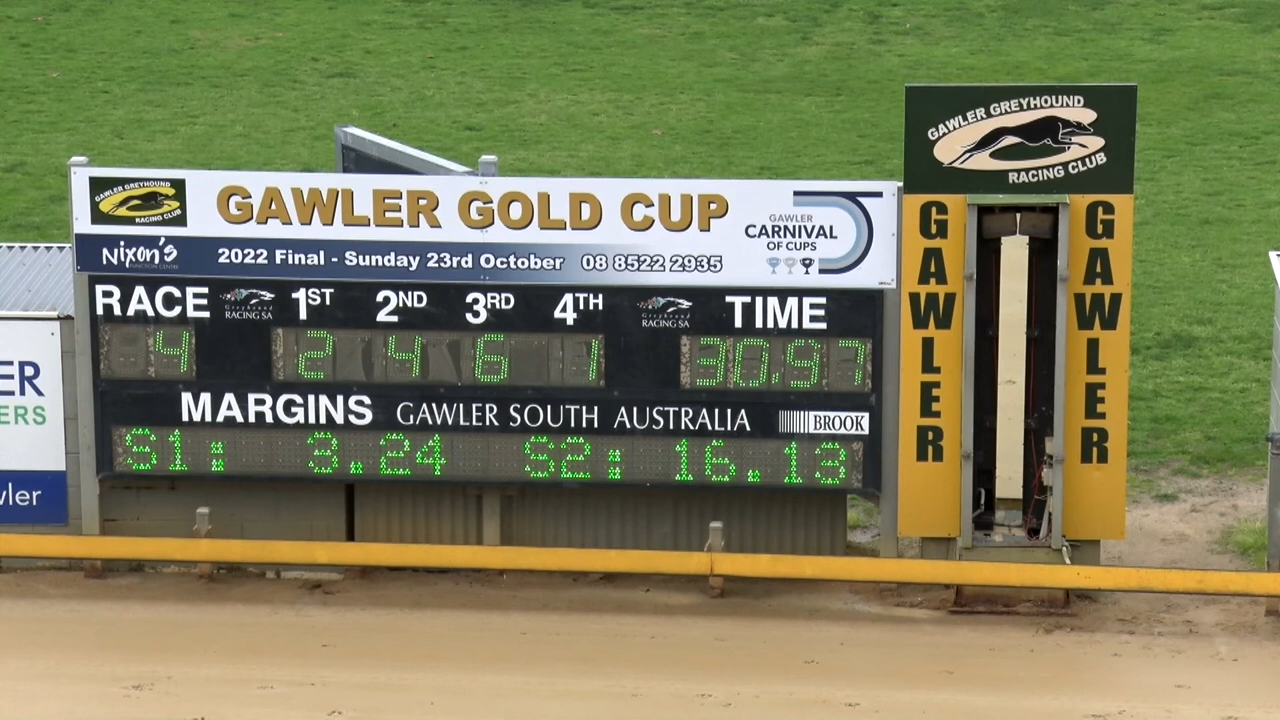 GAWLER GREYHOUND
RACING CLUB
GAWLER GREYHOUND
RACING CLUB
GAWLER GOLD CUP
GAWLER
CARNIVAL
OF CUPS
Nixon's
FUNCTION CENTRE
2022 Final - Sunday 23rd October 08 8522 2935
RACE Greyhound RACING SA 1ST 2ND 3RD 4TH Greyhound RACING SA TIME
4 2 4 6 1 30.97
MARGINS GAWLER SOUTH AUSTRALIA BROOK
S1: 9.24 S2: 16.13
GAWLER
GAWLER
ER
ERS
wler